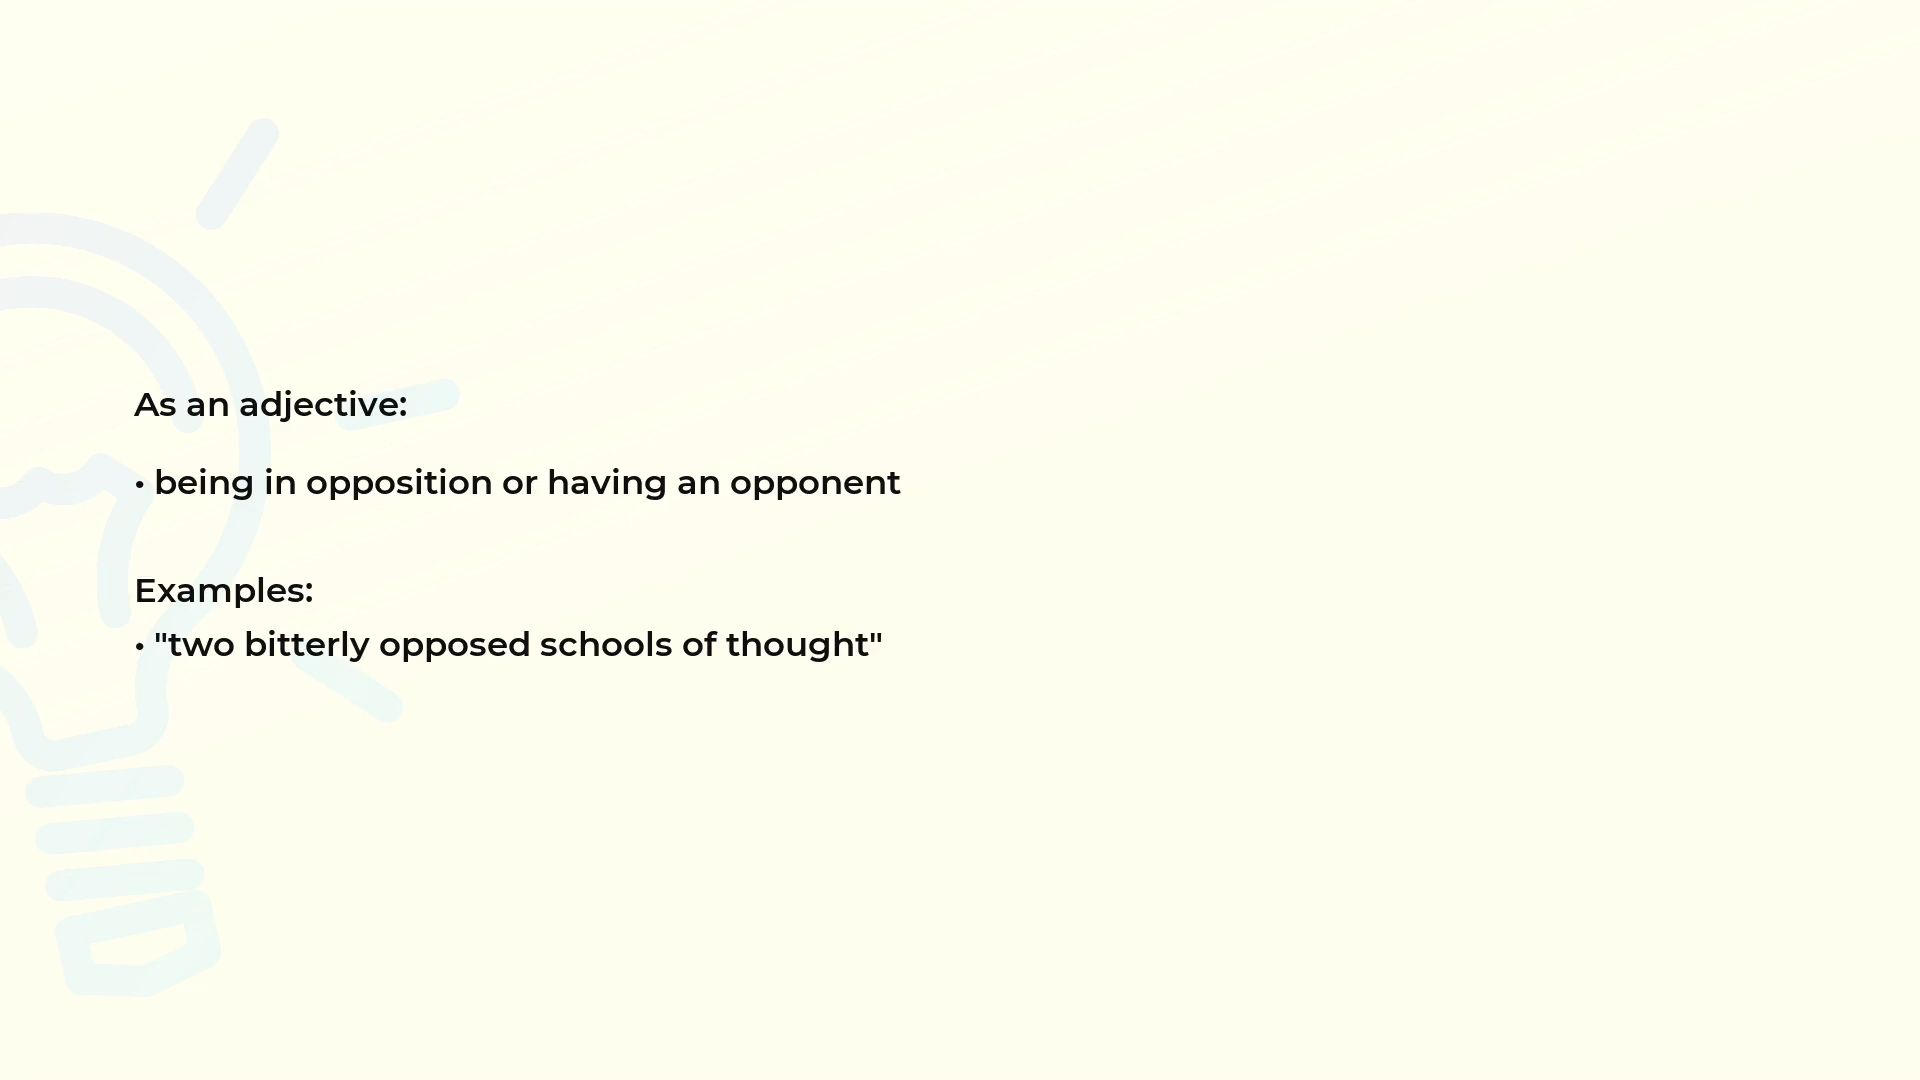 As an adjective:
• being in opposition or having an opponent
Examples:
• "two bitterly opposed schools of thought"